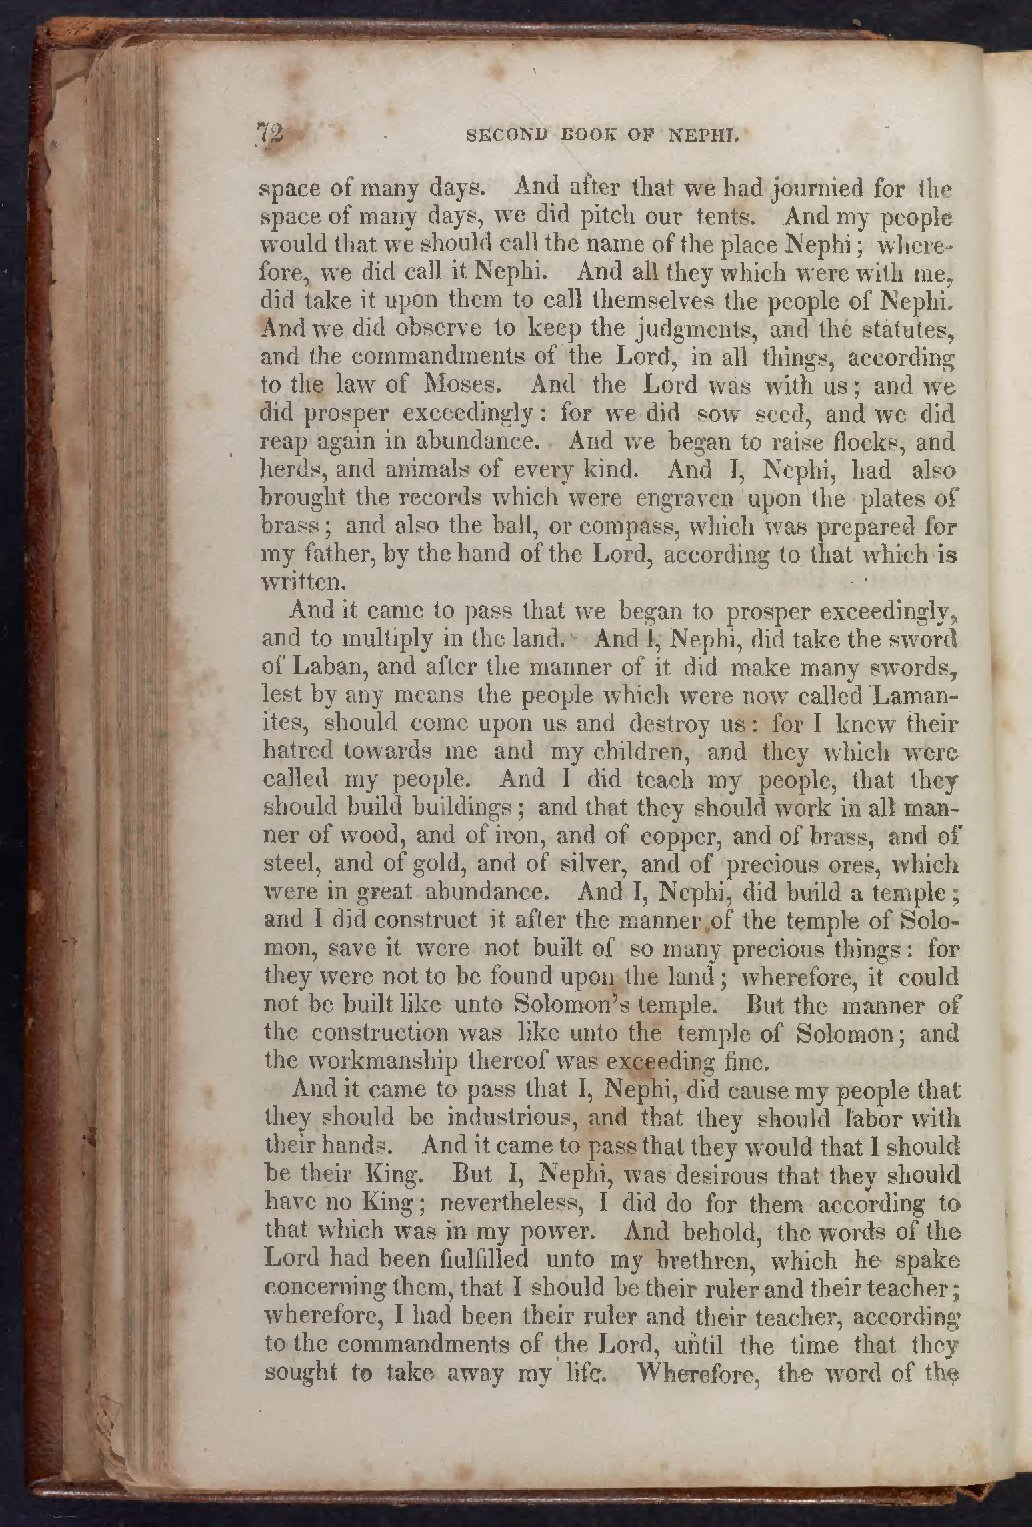 72 SECOND BOOK OF NEPHI.
space of many days. And after that we had journied for the
space of many days, we did pitch our tents. And my people
would that we should call the name of the place Nephi; where-
fore, we did call it Nephi. And all they which were with me,
did take it upon them to call themselves the people of Nephi.
And we did observe to keep the judgments, and the statutes,
and the commandments of the Lord, in all things, according
to the law of Moses. And the Lord was with us; and we
did prosper exceedingly: for we did sow seed, and we did
reap again in abundance. And we began to raise flocks, and
herds, and animals of every kind. And I, Nephi, had also
brought the records which were engraven upon the plates of
brass; and also the ball, or compass, which was prepared for
my father, by the hand of the Lord, according to that which is
written.
And it came to pass that we began to prosper exceedingly,
and to multiply in the land. And I, Nephi, did take the sword
of Laban, and after the manner of it did make many swords,
lest by any means the people which were now called Laman-
ites, should come upon us and destroy us: for I knew their
hatred towards me and my children, and they which were
called my people. And I did teach my people, that they
should build buildings; and that they should work in all man-
ner of wood, and of iron, and of copper, and of brass, and of
steel, and of gold, and of silver, and of precious ores, which
were in great abundance. And I, Nephi, did build a temple;
and I did construct it after the manner of the temple of Solo-
mon, save it were not built of so many precious things: for
they were not to be found upon the land; wherefore, it could
not be built like unto Solomon's temple. But the manner of
the construction was like unto the temple of Solomon; and
the workmanship thereof was exceeding fine.
And it came to pass that I, Nephi, did cause my people that
they should be industrious, and that they should labor with
their hands. And it came to pass that they would that I should
be their King. But I, Nephi, was desirous that they should
have no King; nevertheless, I did do for them according to
that which was in my power. And behold, the words of the
Lord had been fiulfilled unto my brethren, which he spake
concerning them, that I should be their ruler and their teacher;
wherefore, I had been their ruler and their teacher, according
to the commandments of the Lord, until the time that they
sought to take away my life. Wherefore, the word of the